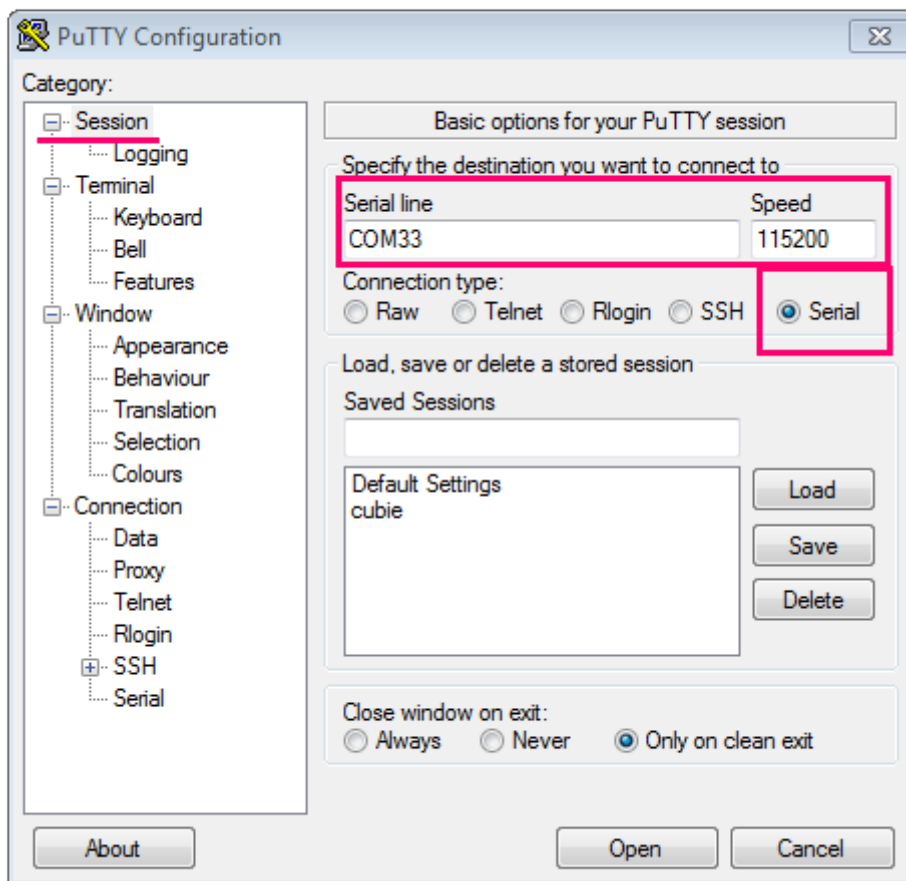 PuTTY Configuration
Category:
Session
Logging
Terminal
Keyboard
Bell
Features
Window
Appearance
Behaviour
Translation
Selection
Colours
Connection
Data
Proxy
Telnet
Rlogin
SSH
Serial
Basic options for your PuTTY session
Specify the destination you want to connect to
Serial line Speed
COM33 115200
Connection type:
Raw Telnet Rlogin SSH Serial
Load, save or delete a stored session
Saved Sessions
Default Settings
cubie
Load
Save
Delete
Close window on exit:
Always Never Only on clean exit
About Open Cancel